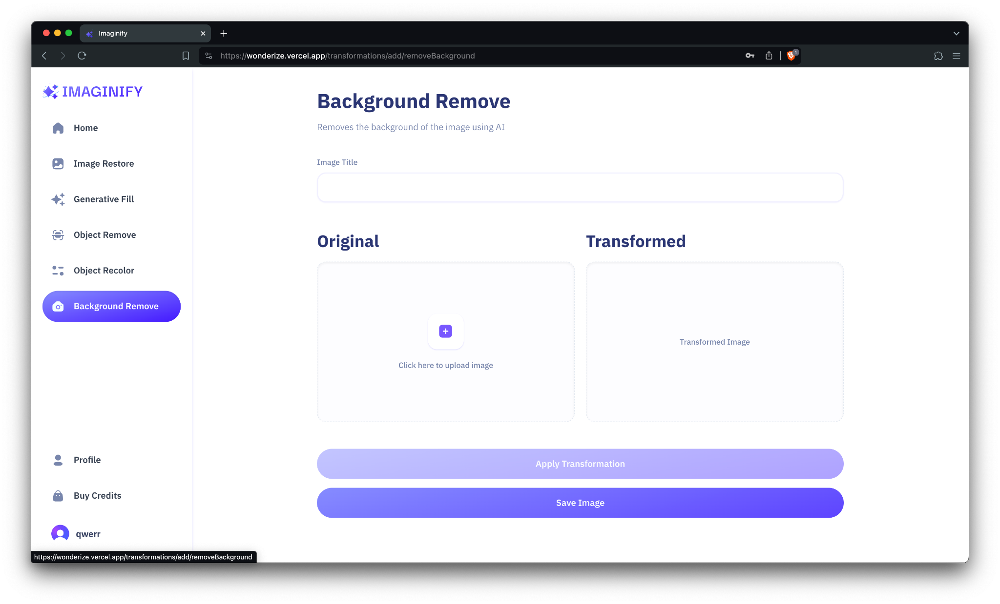 Imaginify
https://wonderize.vercel.app/transformations/add/removeBackground
1
IMAGINIFY
Home
Image Restore
Generative Fill
Object Remove
Object Recolor
Background Remove
Profile
Buy Credits
qwerr
Background Remove
Removes the background of the image using AI
Image Title
Original
Transformed
Click here to upload image
Transformed Image
Apply Transformation
Save Image
https://wonderize.vercel.app/transformations/add/removeBackground